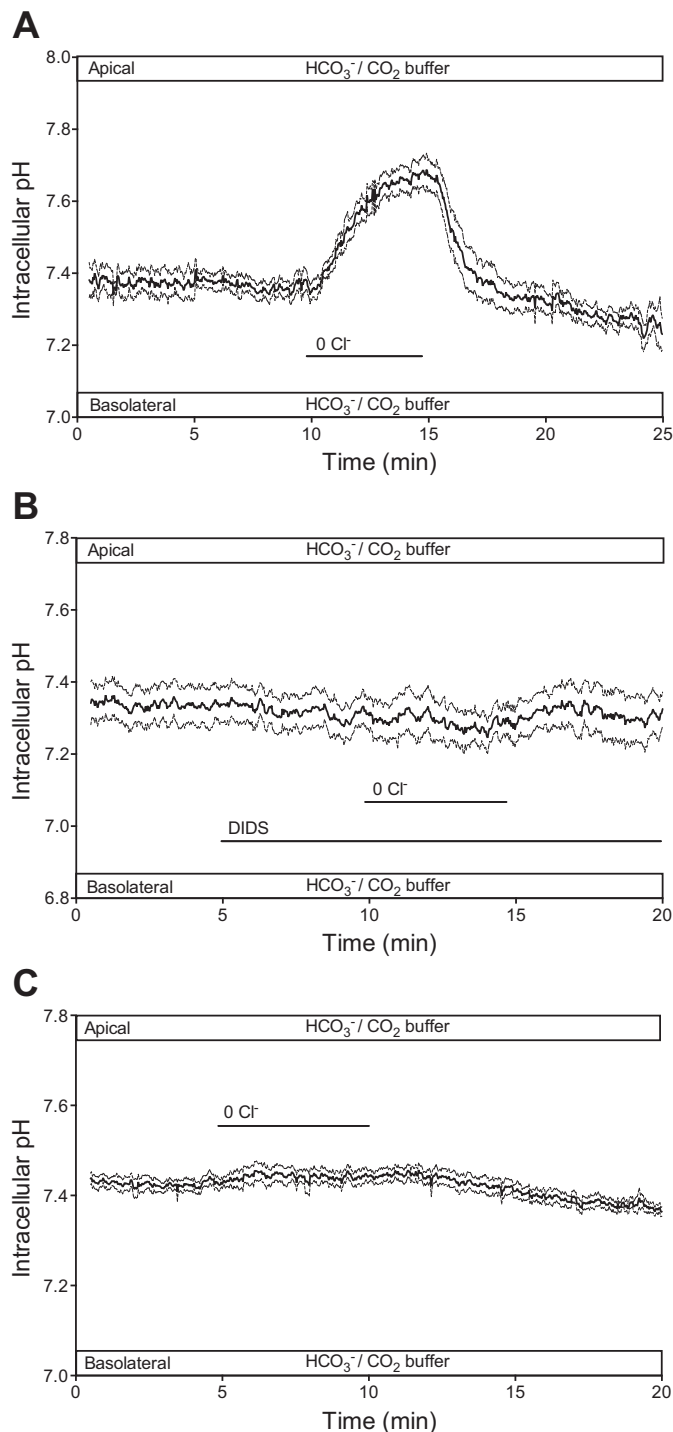 A
8.0
Apical HCO₃⁻/ CO₂ buffer
7.8
7.6
7.4
7.2
7.0
Intracellular pH
0 Cl⁻
Basolateral HCO₃⁻/ CO₂ buffer
0 5 10 15 20 25
Time (min)
B
7.8
Apical HCO₃⁻/ CO₂ buffer
7.6
7.4
7.2
7.0
6.8
Intracellular pH
0 Cl⁻
DIDS
Basolateral HCO₃⁻/ CO₂ buffer
0 5 10 15 20
Time (min)
C
7.8
Apical HCO₃⁻/ CO₂ buffer
7.6
7.4
7.2
7.0
Intracellular pH
0 Cl⁻
Basolateral HCO₃⁻/ CO₂ buffer
0 5 10 15 20
Time (min)